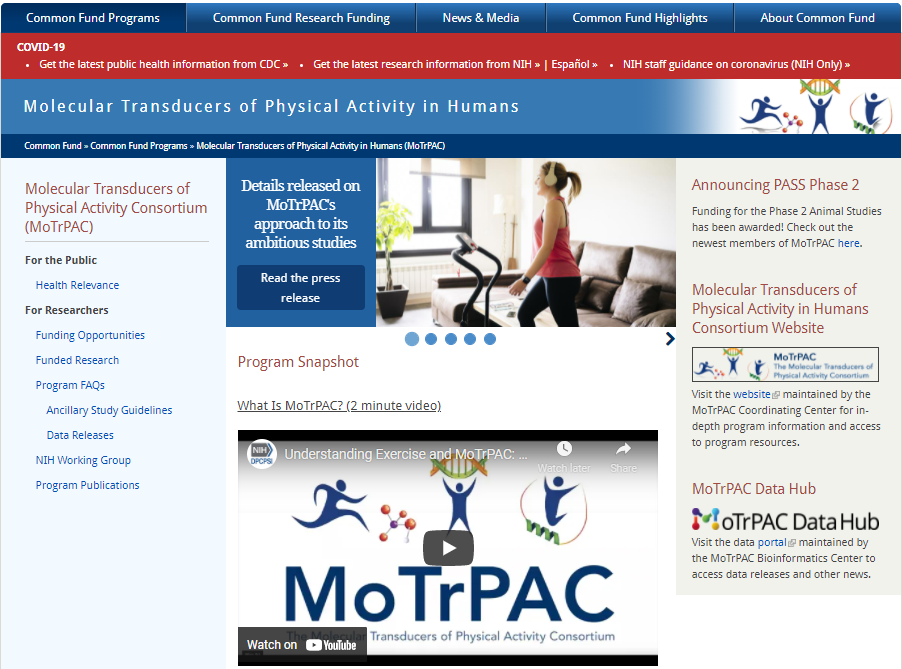 Common Fund Programs
Common Fund Research Funding
News & Media
Common Fund Highlights
About Common Fund
COVID-19
• Get the latest public health information from CDC » • Get the latest research information from NIH » | Español » • NIH staff guidance on coronavirus (NIH Only) »
Molecular Transducers of Physical Activity in Humans
Common Fund » Common Fund Programs » Molecular Transducers of Physical Activity in Humans (MoTrPAC)
Molecular Transducers of
Physical Activity Consortium
(MoTrPAC)
For the Public
Health Relevance
For Researchers
Funding Opportunities
Funded Research
Program FAQs
Ancillary Study Guidelines
Data Releases
NIH Working Group
Program Publications
Details released on
MoTrPAC's
approach to its
ambitious studies
Read the press
release
Program Snapshot
What Is MoTrPAC? (2 minute video)
NIH
DPCPSI
Understanding Exercise and MoTrPAC: ...
Watch later
Share
MoTrPAC
The Molecular Transducers of Physical Activity Consortium
Watch on YouTube
Announcing PASS Phase 2
Funding for the Phase 2 Animal Studies
has been awarded! Check out the
newest members of MoTrPAC here.
Molecular Transducers of
Physical Activity in Humans
Consortium Website
MoTrPAC
The Molecular Transducers of
Physical Activity Consortium
Visit the website maintained by the
MoTrPAC Coordinating Center for in-
depth program information and access
to program resources.
MoTrPAC Data Hub
MoTrPAC Data Hub
Visit the data portal maintained by
the MoTrPAC Bioinformatics Center to
access data releases and other news.